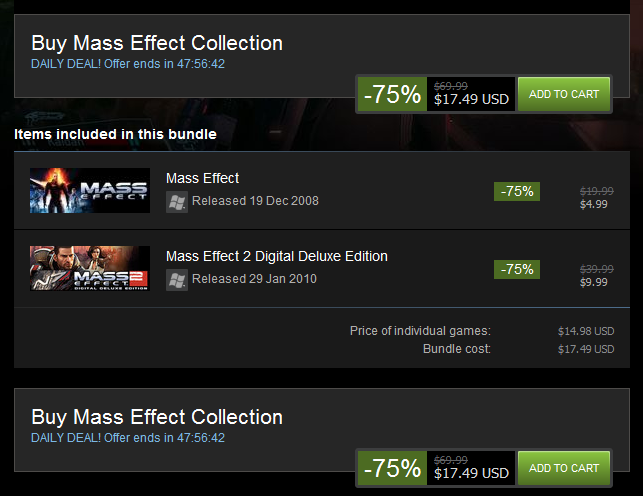 Buy Mass Effect Collection
DAILY DEAL! Offer ends in 47:56:42
-75%
$69.99
$17.49 USD
ADD TO CART
Items included in this bundle
MASS EFFECT
Mass Effect
Released 19 Dec 2008
-75%
$19.99
$4.99
MASS EFFECT 2
DIGITAL DELUXE EDITION
Mass Effect 2 Digital Deluxe Edition
Released 29 Jan 2010
-75%
$39.99
$9.99
Price of individual games: $14.98 USD
Bundle cost: $17.49 USD
Buy Mass Effect Collection
DAILY DEAL! Offer ends in 47:56:42
-75%
$69.99
$17.49 USD
ADD TO CART